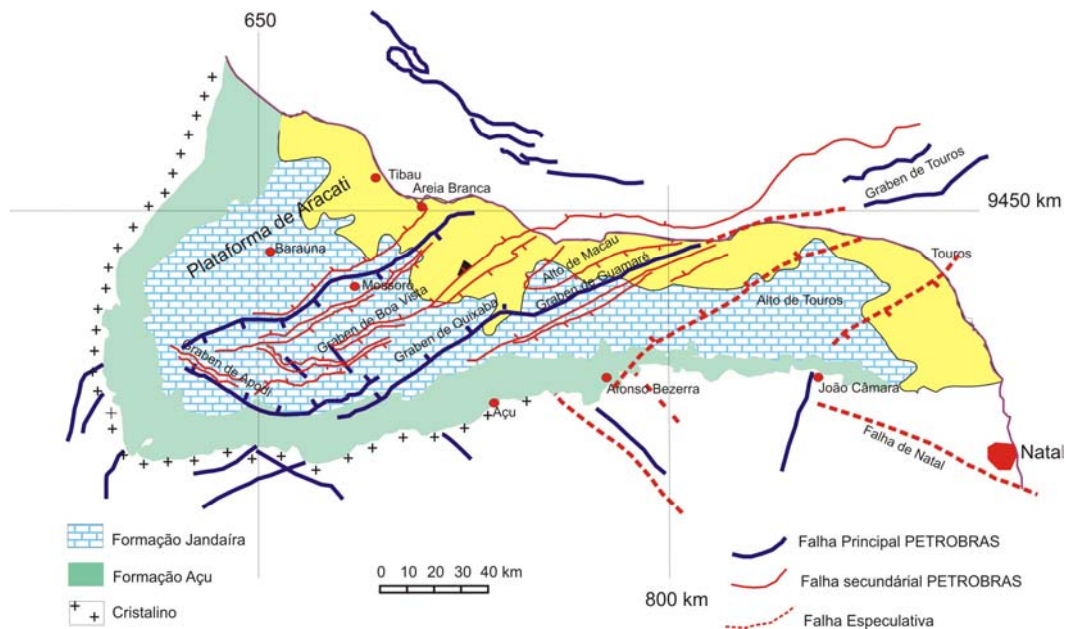 650
Graben de Touros
9450 km
Tibau
Areia Branca
Plataforma de Aracati
Baraúna
Mossoró
Alto de Macau
Graben de Guamaré
Touros
Alto de Touros
Graben de Boa Vista
Graben de Quixaba
Graben de Apodi
Açu
Afonso Bezerra
João Câmara
Falha de Natal
Natal
Formação Jandaíra
Formação Açu
Cristalino
0 10 20 30 40 km
800 km
Falha Principal PETROBRAS
Falha secundárial PETROBRAS
Falha Especulativa